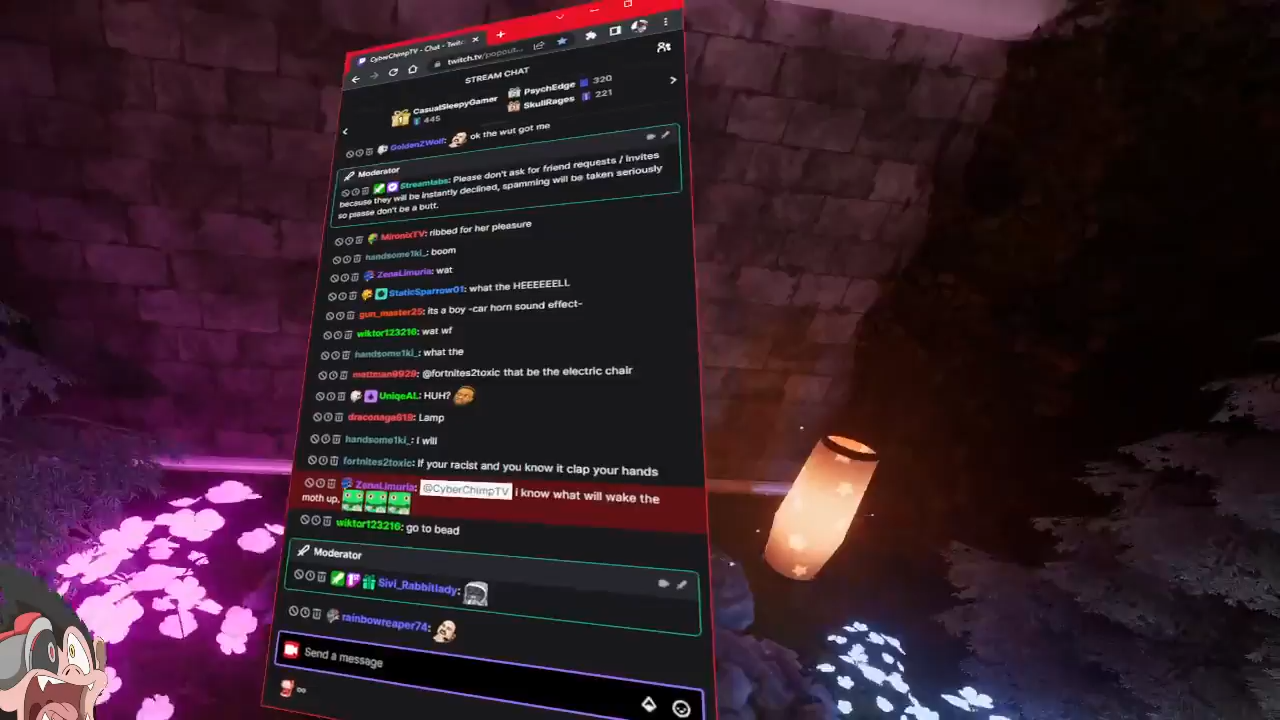 CyberChimpTV - Chat - Twitc
twitch.tv/popout...
STREAM CHAT
CasualSleepyGamer
445
PsychEdge 320
SkullRages 221
GoldenZWolf: ok the wut got me
Moderator
Streamlabs: Please don't ask for friend requests / invites
because they will be instantly declined, spamming will be taken seriously
so please don't be a butt.
MironixTV: ribbed for her pleasure
handsome1ki_: boom
ZenaLimuria: wat
StaticSparrow01: what the HEEEEEELL
gun_master25: its a boy -car horn sound effect-
wiktor123216: wat wf
handsome1ki_: what the
mattman9929: @fortnites2toxic that be the electric chair
UniqeAL: HUH?
draconaga619: Lamp
handsome1ki_: I will
fortnites2toxic: If your racist and you know it clap your hands
ZenaLimuria: @CyberChimpTV i know what will wake the
moth up,
wiktor123216: go to bead
Moderator
Sivi_Rabbitlady:
rainbowreaper74:
Send a message